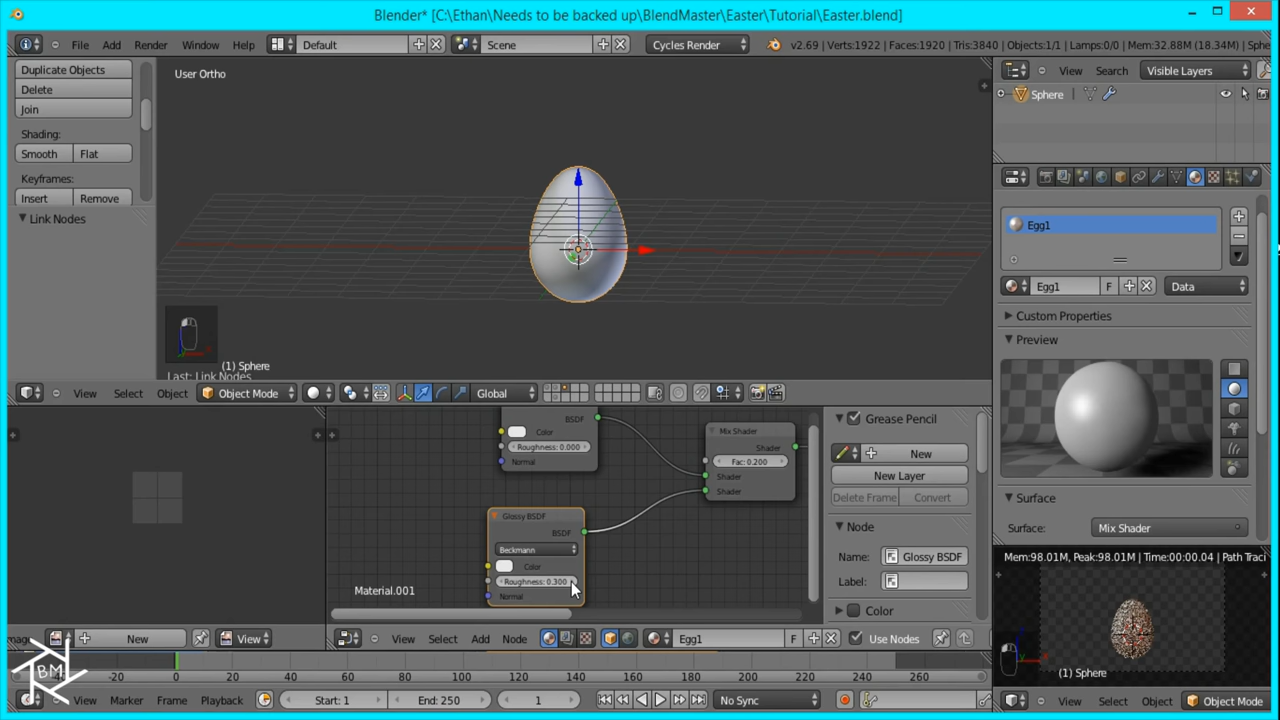 Blender* [C:\Ethan\Needs to be backed up\BlendMaster\Easter\Tutorial\Easter.blend]
File Add Render Window Help Default Scene Cycles Render v2.69 | Verts:1922 | Faces:1920 | Tris:3840 | Objects:1/1 | Lamps:0/0 | Mem:32.88M (18.34M) | Sphe
Duplicate Objects
Delete
Join
Shading:
Smooth Flat
Keyframes:
Insert Remove
Link Nodes
User Ortho
(1) Sphere
Last: Link Nodes
View Select Object Object Mode Global
View Search Visible Layers
Sphere
Egg1
Egg1 F Data
Custom Properties
Preview
Surface
Surface: Mix Shader
BSDF
Color
Roughness: 0.000
Normal
Mix Shader
Shader
Fac: 0.200
Shader
Shader
Glossy BSDF
BSDF
Beckmann
Color
Roughness: 0.300
Normal
Material.001
Grease Pencil
New
New Layer
Delete Frame Convert
Node
Name: Glossy BSDF
Label:
Color
Mem:98.01M, Peak:98.01M | Time:00:00.04 | Path Traci
(1) Sphere
New View
View Select Add Node Egg1 F Use Nodes
BM
120 140 160 180 200 220 240 260
View Marker Frame Playback Start: 1 End: 250 1 No Sync
View Select Object Object Mode